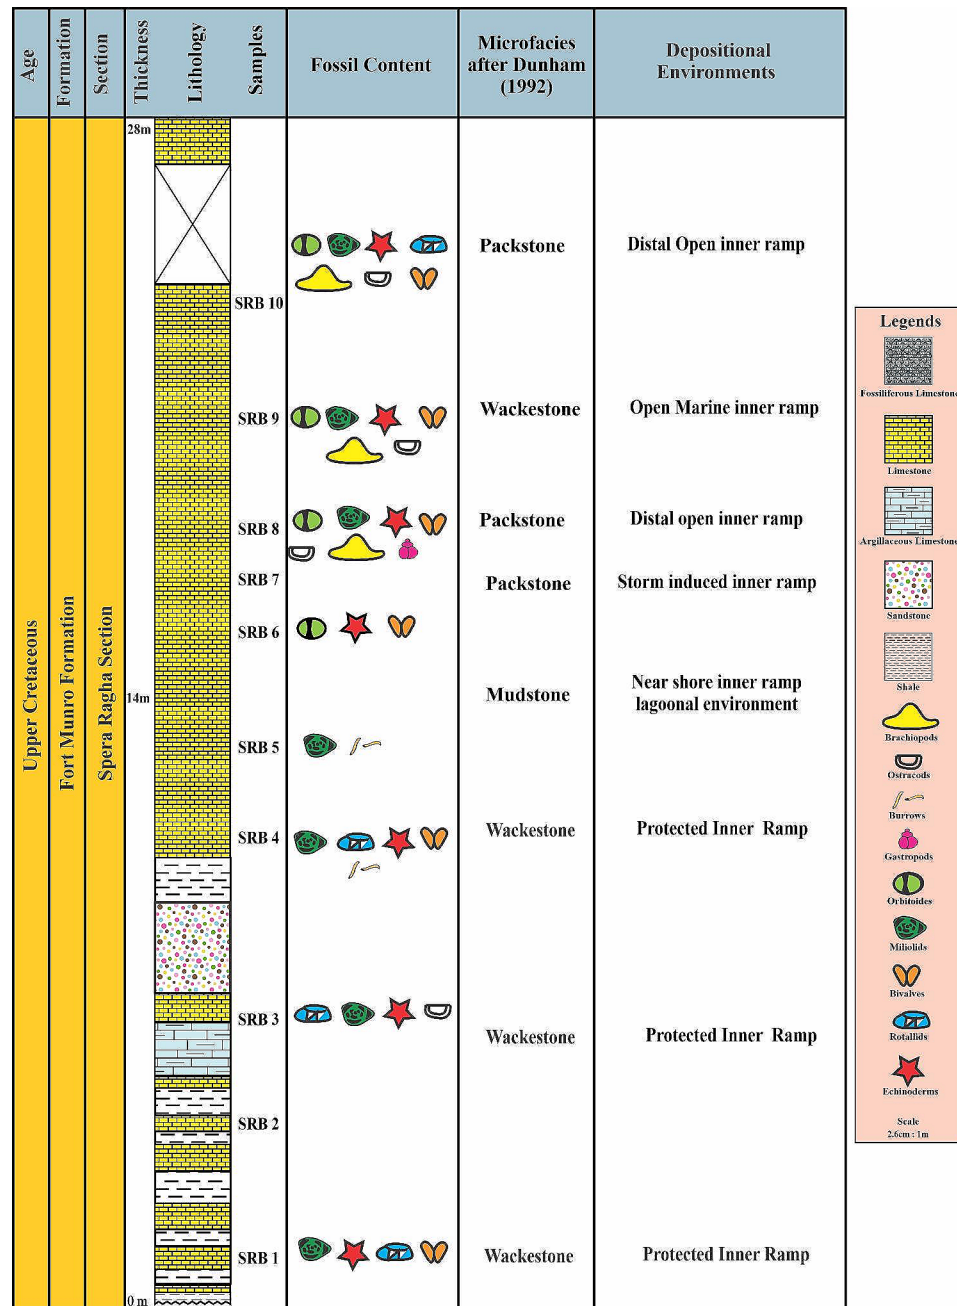 Age
Formation
Section
Thickness
Lithology
Samples
Fossil Content
Microfacies
after Dunham
(1992)
Depositional
Environments
Upper Cretaceous
Fort Munro Formation
Spera Ragha Section
28m
Packstone
Distal Open inner ramp
SRB 10
SRB 9
Wackestone
Open Marine inner ramp
SRB 8
Packstone
Distal open inner ramp
SRB 7
Packstone
Storm induced inner ramp
SRB 6
14m
Mudstone
Near shore inner ramp
lagoonal environment
SRB 5
SRB 4
Wackestone
Protected Inner Ramp
SRB 3
Wackestone
Protected Inner Ramp
SRB 2
SRB 1
Wackestone
Protected Inner Ramp
0 m
Legends
Fossiliferous Limestone
Limestone
Argillaceous Limestone
Sandstone
Shale
Brachiopods
Ostracods
Burrows
Gastropods
Orbitoides
Miliolids
Bivalves
Rotallids
Echinoderms
Scale
2.6cm : 1m